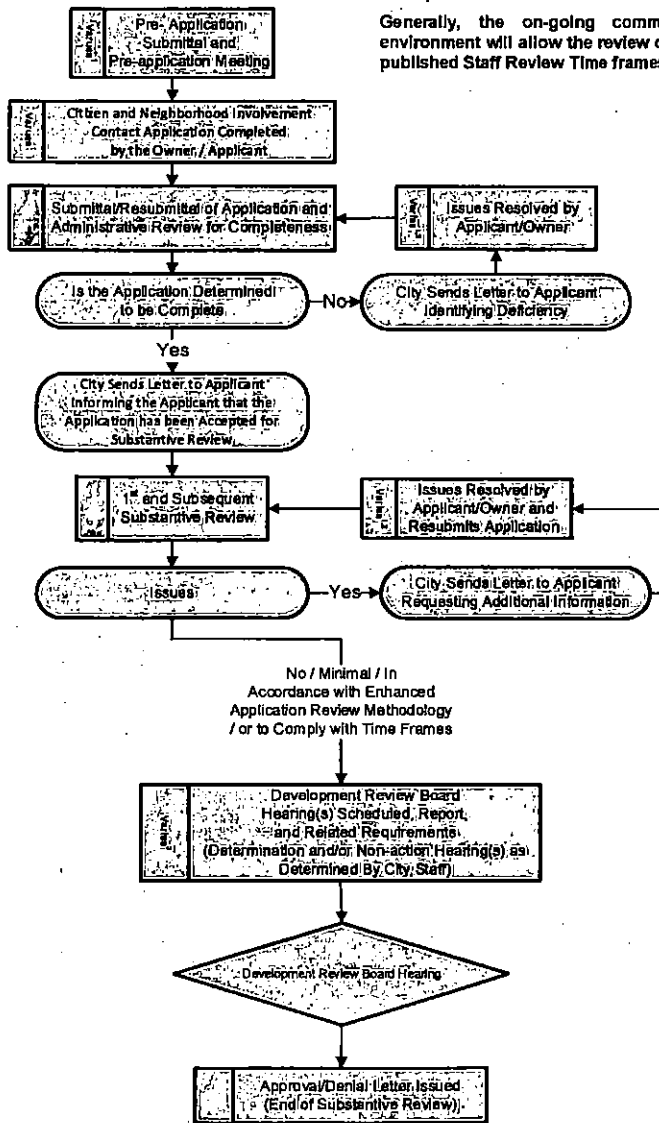 Generally, the on-going comm
environment will allow the review o
published Staff Review Time frames
Pre-Application
Submittal and
Pre-application Meeting
Varies
Citizen and Neighborhood Involvement
Contact Application Completed
by the Owner / Applicant
Varies
Submittal/Resubmittal of Application and
Administrative Review for Completeness
Issues Resolved by
Applicant/Owner
Is the Application Determined
to be Complete
No
City Sends Letter to Applicant
Identifying Deficiency
Yes
City Sends Letter to Applicant
Informing the Applicant that the
Application has been Accepted for
Substantive Review
1st and Subsequent
Substantive Review
Issues Resolved by
Applicant/Owner and
Resubmits Application
Issues
Yes
City Sends Letter to Applicant
Requesting Additional Information
No / Minimal / In
Accordance with Enhanced
Application Review Methodology
/ or to Comply with Time Frames
Development Review Board
Hearing(s) Scheduled, Report,
and Related Requirements
(Determination and/or Non-action Hearing(s) as
Determined By City Staff)
Development Review Board Hearing
Approval/Denial Letter Issued
(End of Substantive Review)